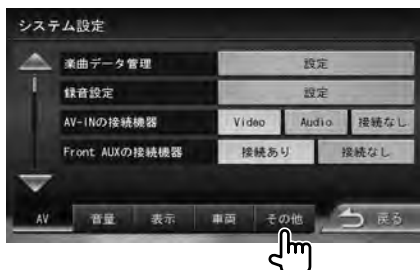 システム設定
楽曲データ管理 設定
録音設定 設定
AV-INの接続機器 Video Audio 接続なし
Front AUXの接続機器 接続あり 接続なし
AV 音量 表示 車両 その他 戻る